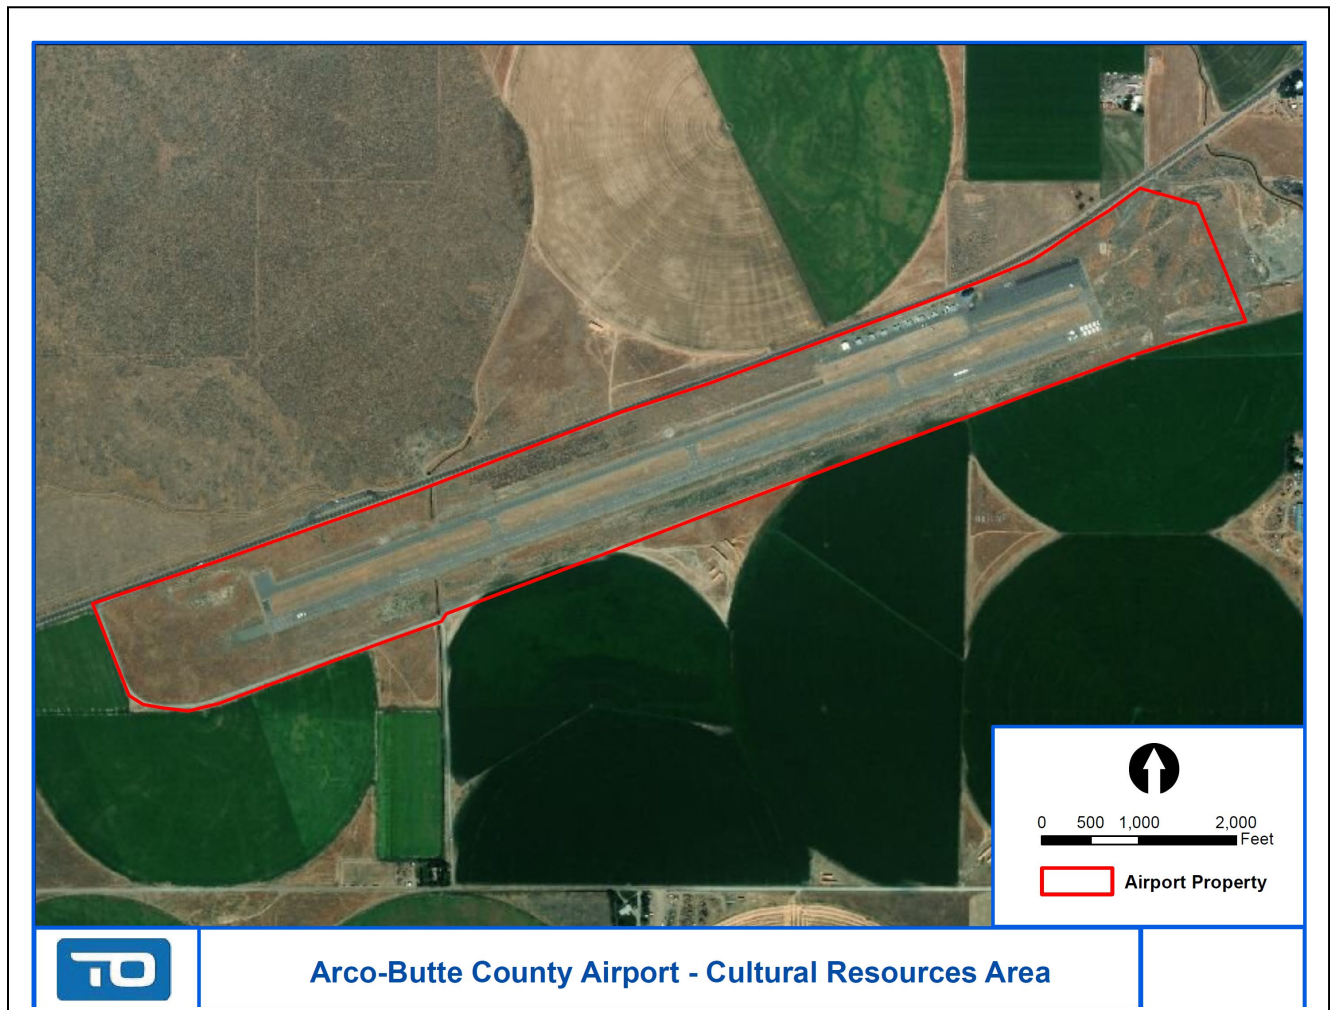 0 500 1,000 2,000
Feet
Airport Property
TO
Arco-Butte County Airport - Cultural Resources Area